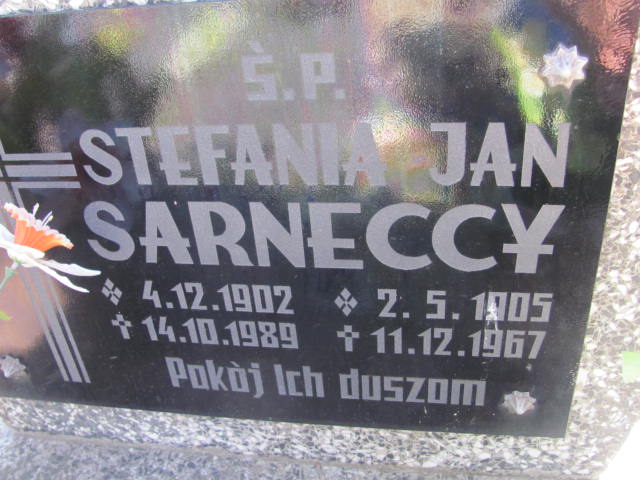 Ṡ.P.
STEFANIA JAN
SARNECCY
4.12.1902 2.5.1905
14.10.1989 11.12.1967
Pokòj Ich duszom